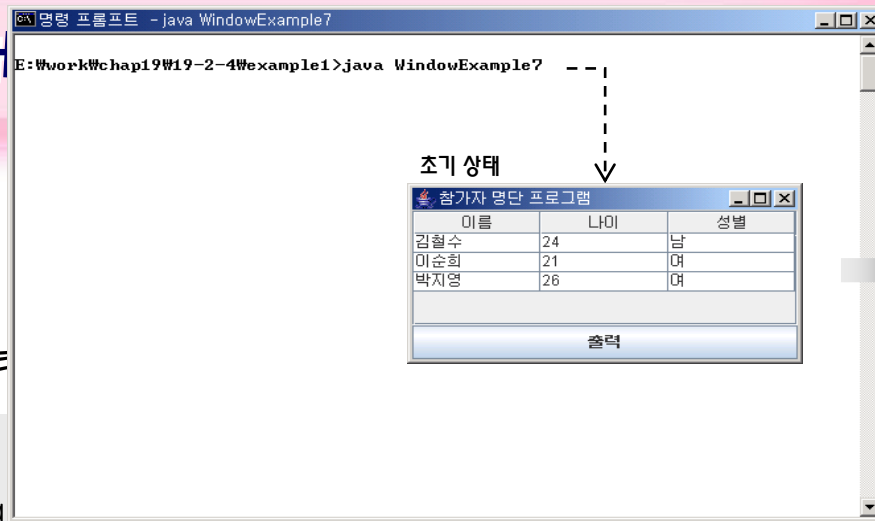 명령 프롬프트 - java WindowExample7
E:\work\chap19\19-2-4\example1>java WindowExample7
초기 상태
참가자 명단 프로그램
이름 나이 성별
김철수 24 남
이순희 21 여
박지영 26 여
출력